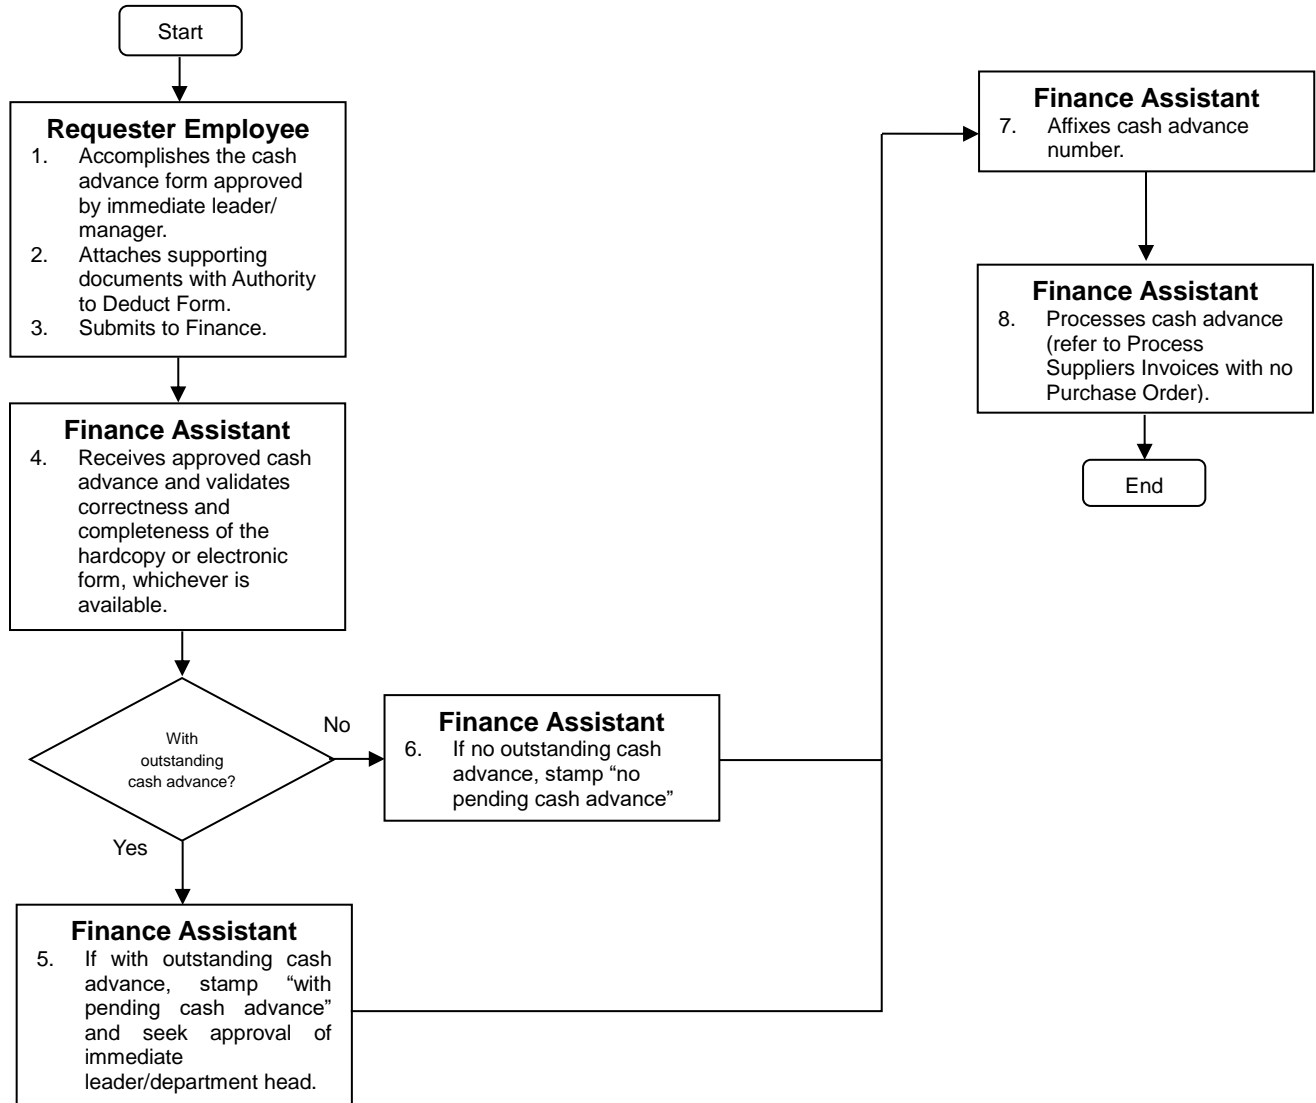 Start
Requester Employee
1. Accomplishes the cash
advance form approved
by immediate leader/
manager.
2. Attaches supporting
documents with Authority
to Deduct Form.
3. Submits to Finance.
Finance Assistant
4. Receives approved cash
advance and validates
correctness and
completeness of the
hardcopy or electronic
form, whichever is
available.
With
outstanding
cash advance?
No
Yes
Finance Assistant
5. If with outstanding cash
advance, stamp “with
pending cash advance”
and seek approval of
immediate
leader/department head.
Finance Assistant
6. If no outstanding cash
advance, stamp “no
pending cash advance”
Finance Assistant
7. Affixes cash advance
number.
Finance Assistant
8. Processes cash advance
(refer to Process
Suppliers Invoices with no
Purchase Order).
End